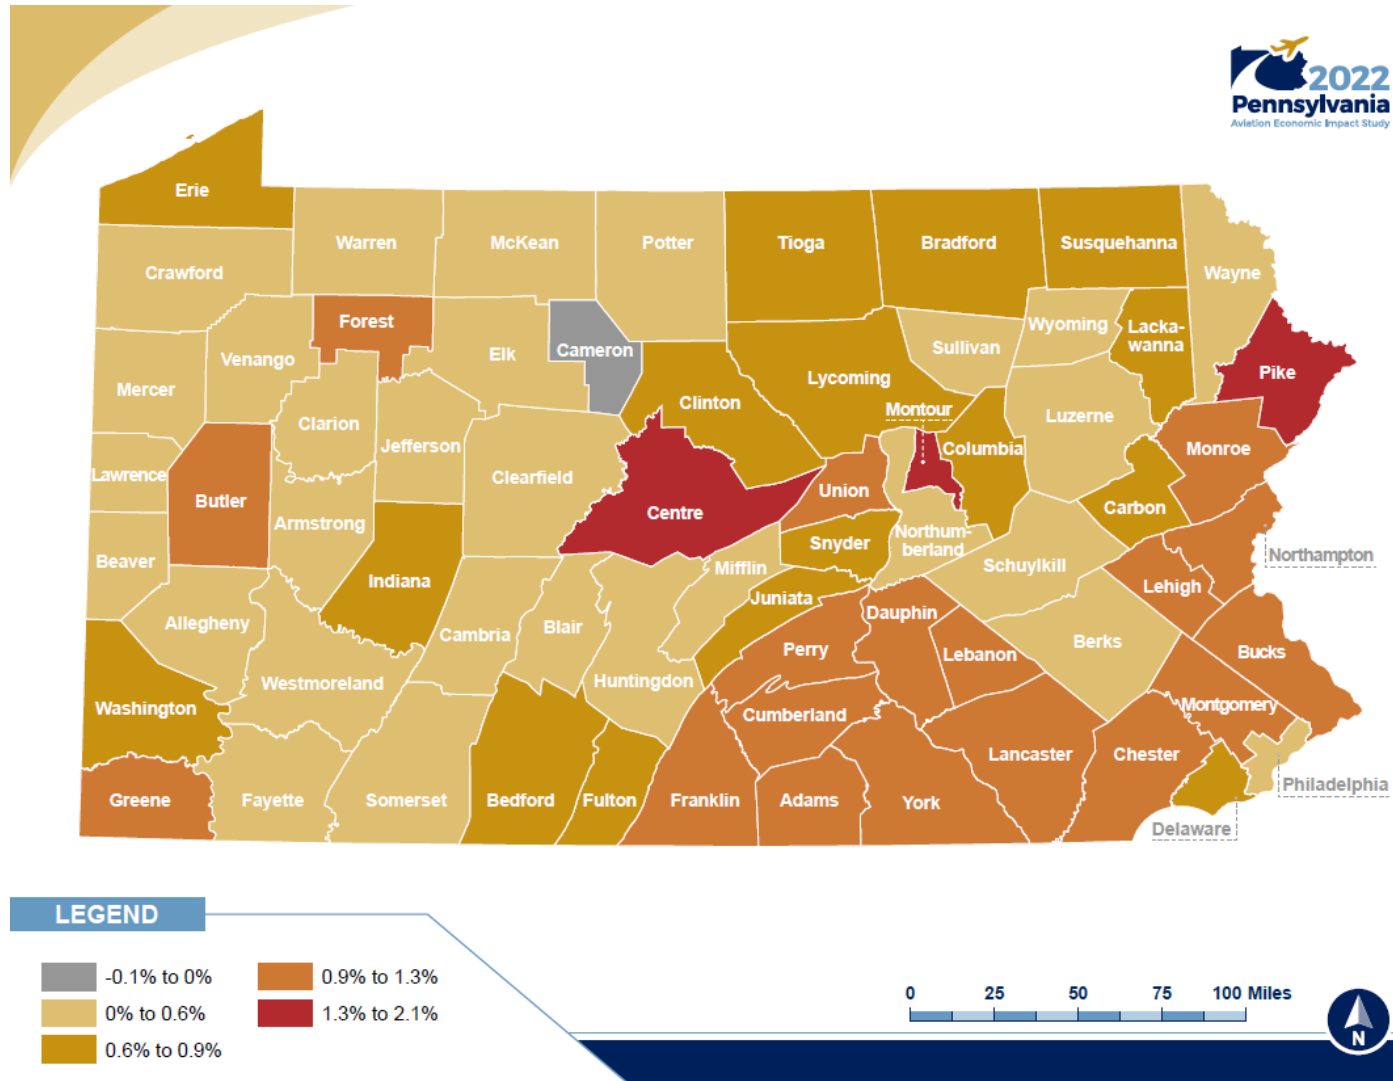 2022
Pennsylvania
Aviation Economic Impact Study
Erie
Warren
McKean
Potter
Tioga
Bradford
Susquehanna
Wayne
Crawford
Forest
Elk
Cameron
Sullivan
Wyoming
Lacka-
wanna
Venango
Mercer
Clinton
Lycoming
Pike
Montour
Luzerne
Clarion
Jefferson
Columbia
Monroe
Lawrence
Clearfield
Butler
Centre
Union
Carbon
Armstrong
Snyder
Northum-
berland
Northampton
Beaver
Indiana
Mifflin
Schuylkill
Lehigh
Juniata
Allegheny
Cambria
Blair
Dauphin
Perry
Lebanon
Berks
Bucks
Westmoreland
Huntingdon
Washington
Cumberland
Montgomery
Lancaster
Chester
Philadelphia
Greene
Fayette
Somerset
Bedford
Fulton
Franklin
Adams
York
Delaware
LEGEND
-0.1% to 0%
0% to 0.6%
0.6% to 0.9%
0.9% to 1.3%
1.3% to 2.1%
0 25 50 75 100 Miles
N